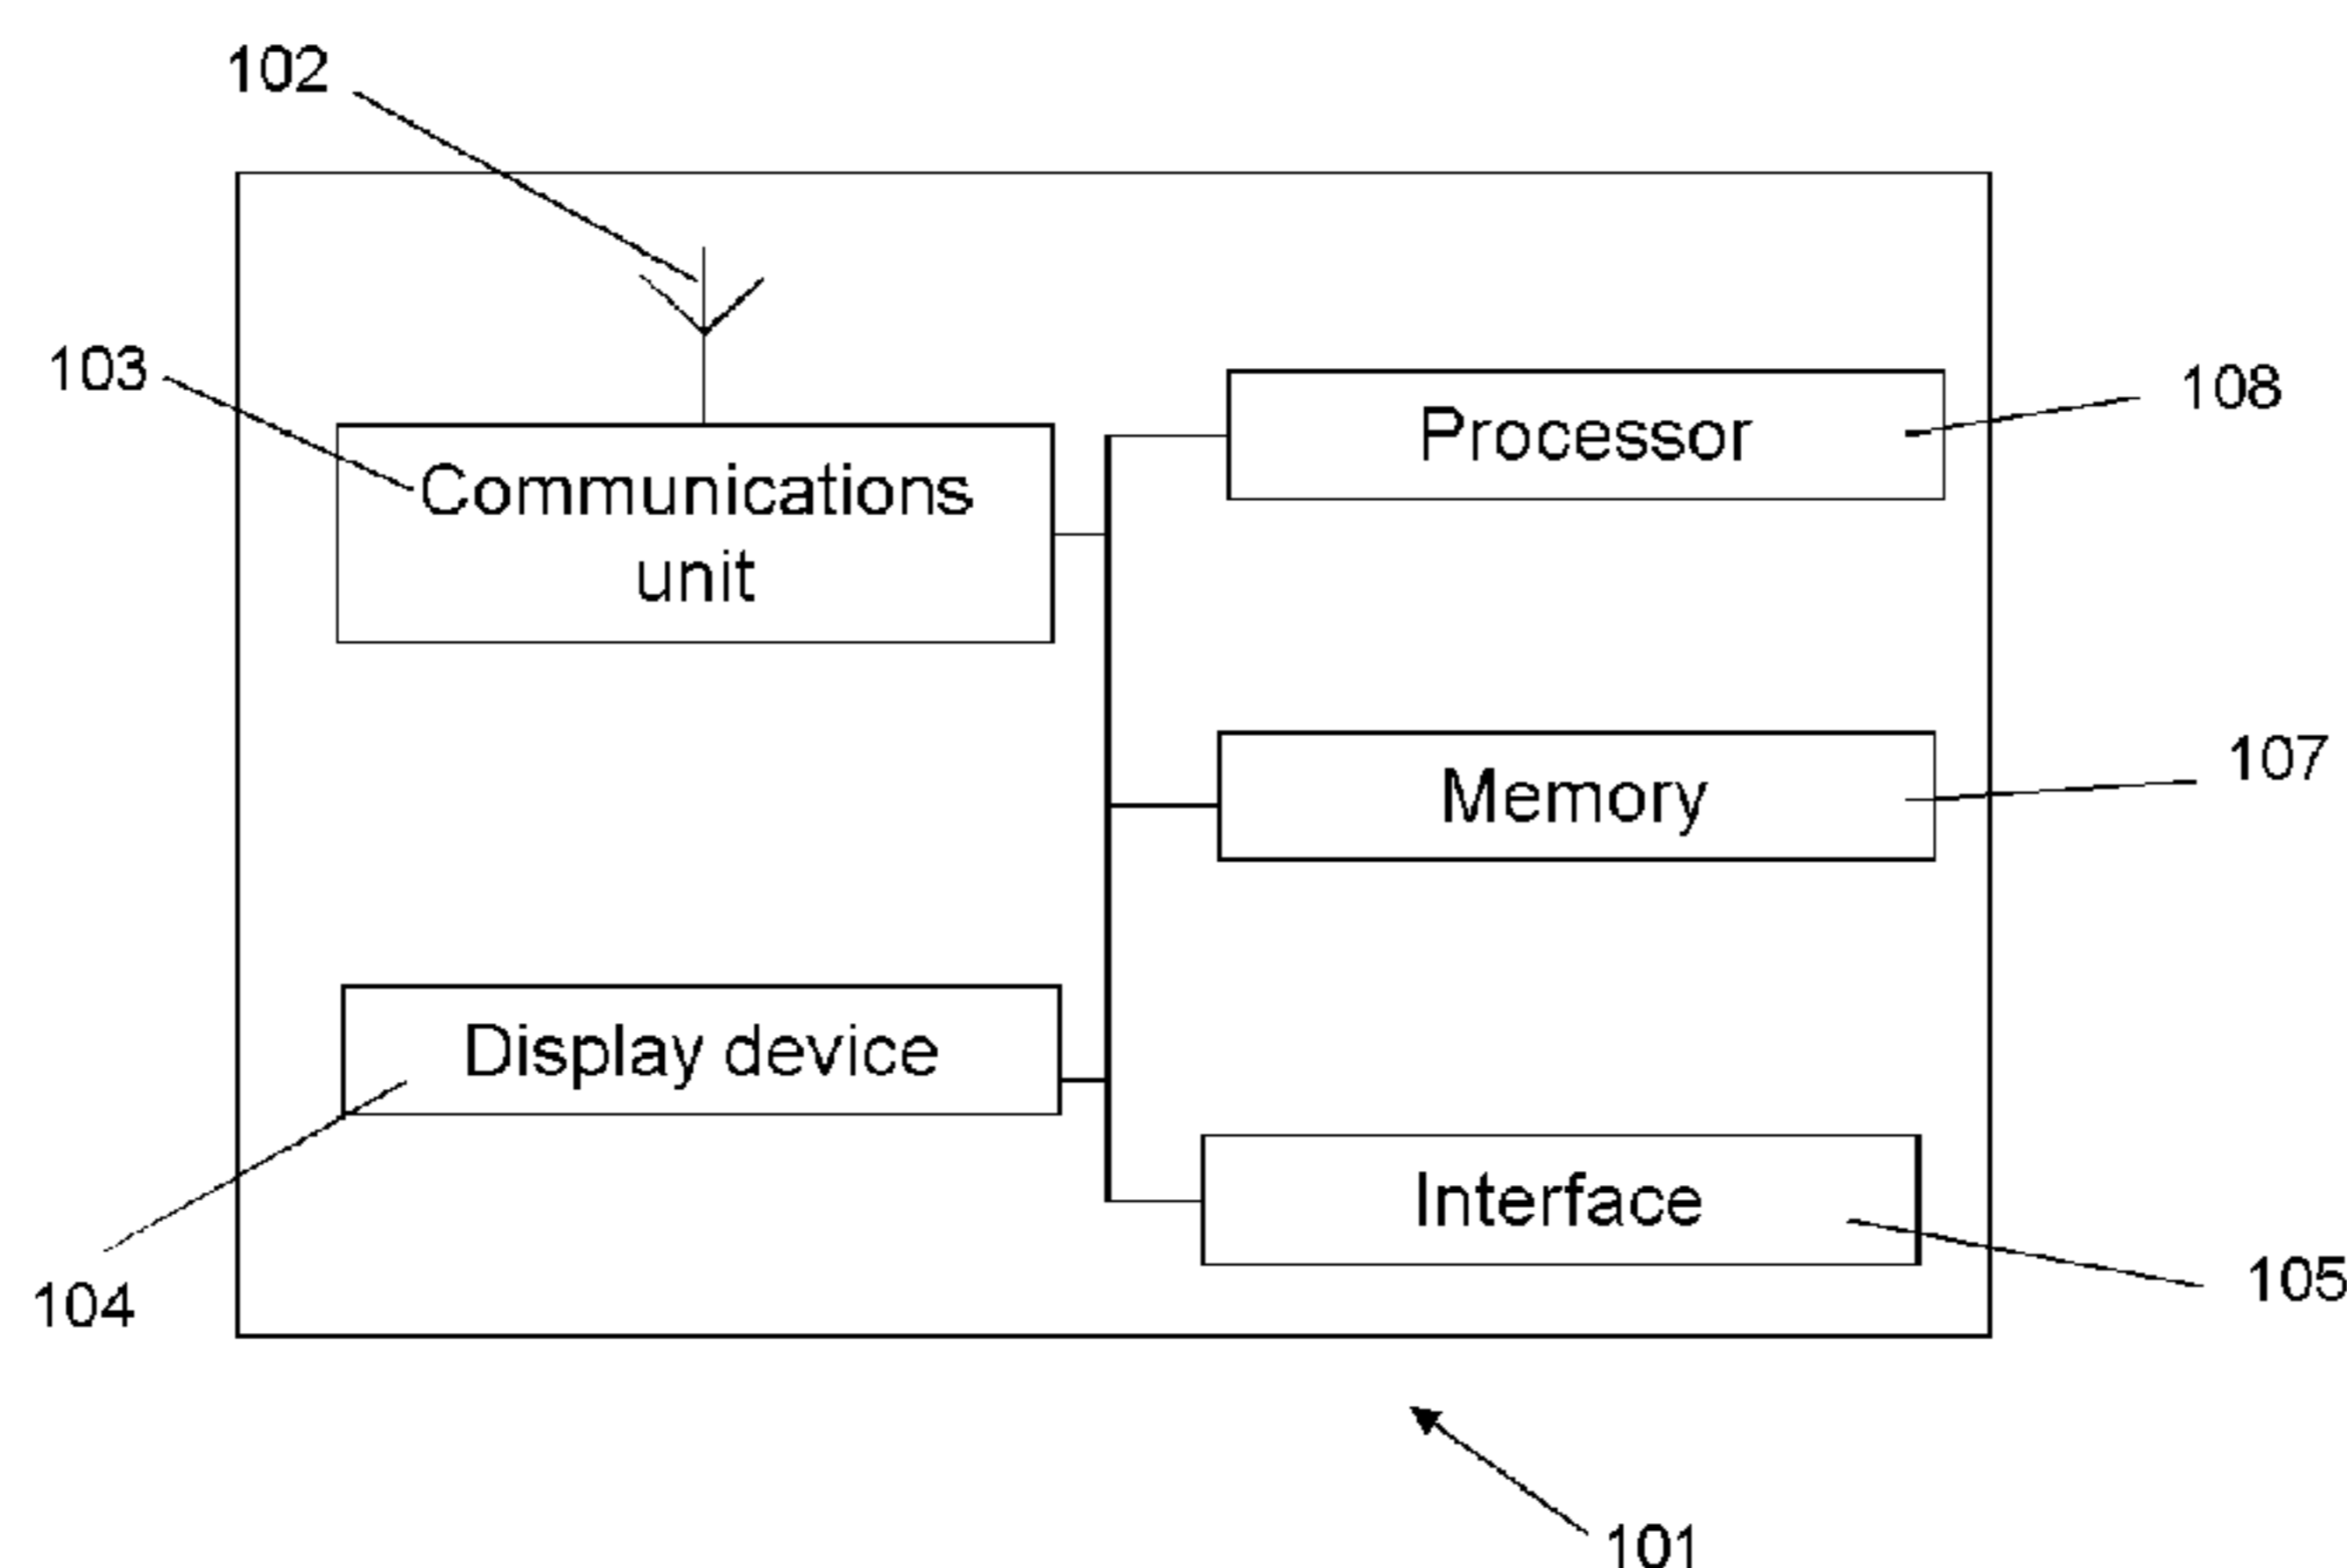 102
103
Communications
unit
Processor
108
Memory
107
Display device
104
Interface
105
101